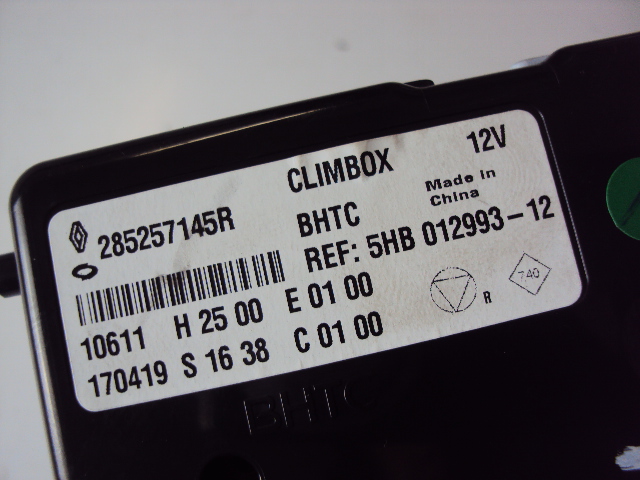 CLIMBOX 12V
285257145R BHTC Made in China
REF: 5HB 012993-12
10611 H 25 00 E 01 00
170419 S 16 38 C 01 00
R
740
BHTC